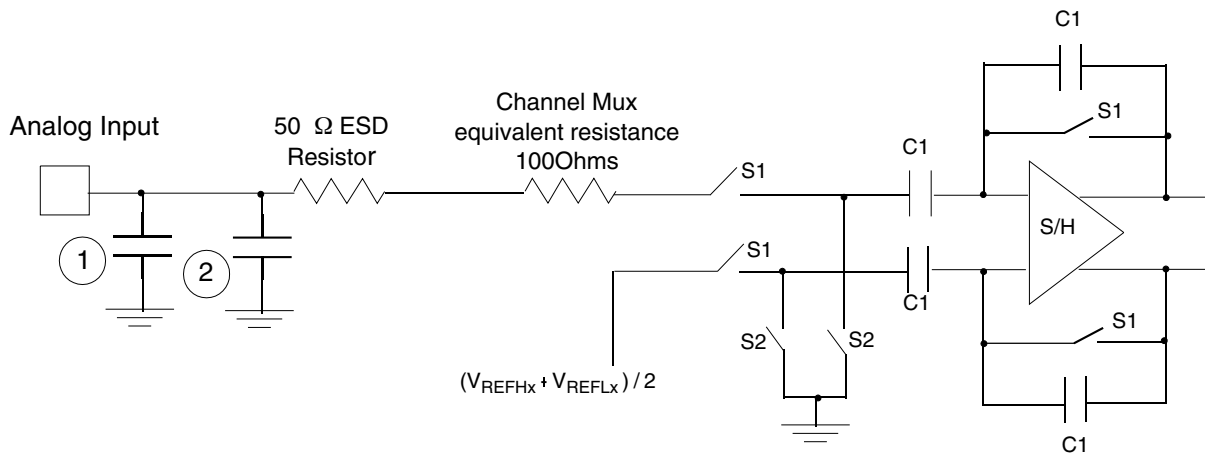 C1
Analog Input
50 Ω ESD
Resistor
Channel Mux
equivalent resistance
100Ohms
S1
S1
C1
S/H
S1
C1
S1
S2
S2
1
2
(VREFHx + VREFLx) / 2
C1